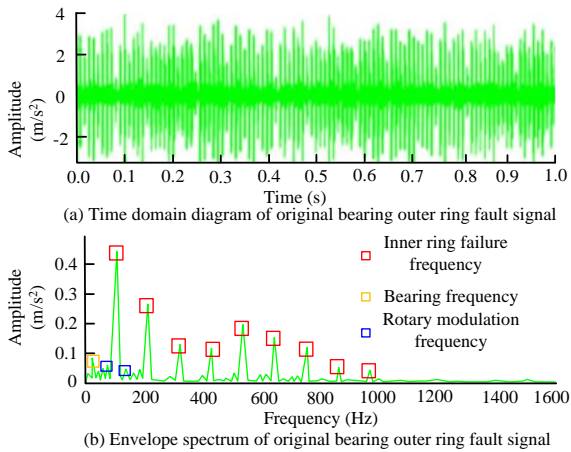 4
2
0
-2
Amplitude
(m/s²)
0.0 0.1 0.2 0.3 0.4 0.5 0.6 0.7 0.8 0.9 1.0
Time (s)
(a) Time domain diagram of original bearing outer ring fault signal
0.4
0.3
0.2
0.1
0
Amplitude
(m/s²)
Inner ring failure
frequency
Bearing frequency
Rotary modulation
frequency
0 200 400 600 800 1000 1200 1400 1600
Frequency (Hz)
(b) Envelope spectrum of original bearing outer ring fault signal